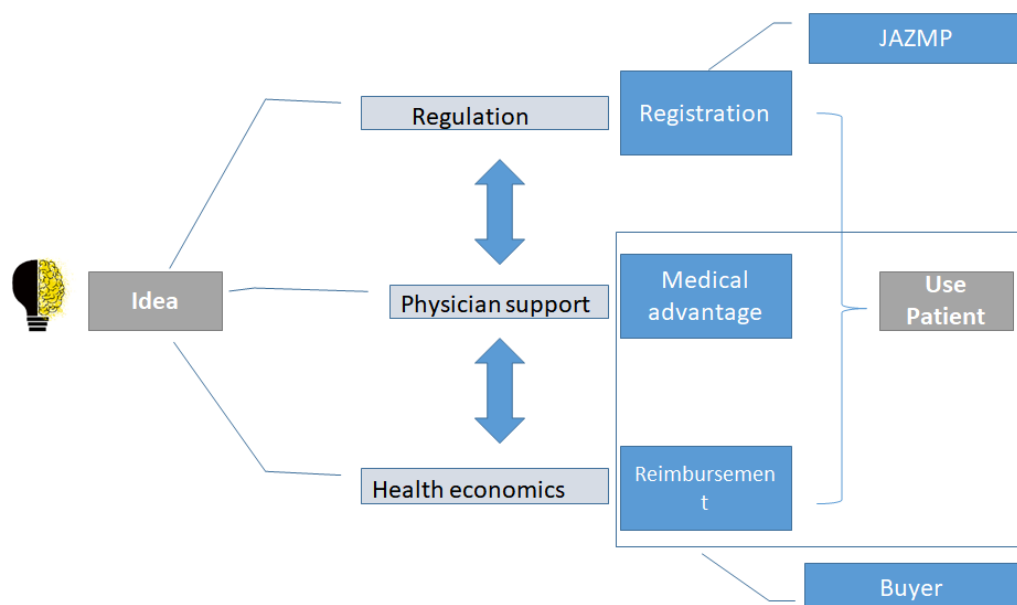 JAZMP
Regulation
Registration
Idea
Physician support
Medical
advantage
Use
Patient
Health economics
Reimbursemen
t
Buyer